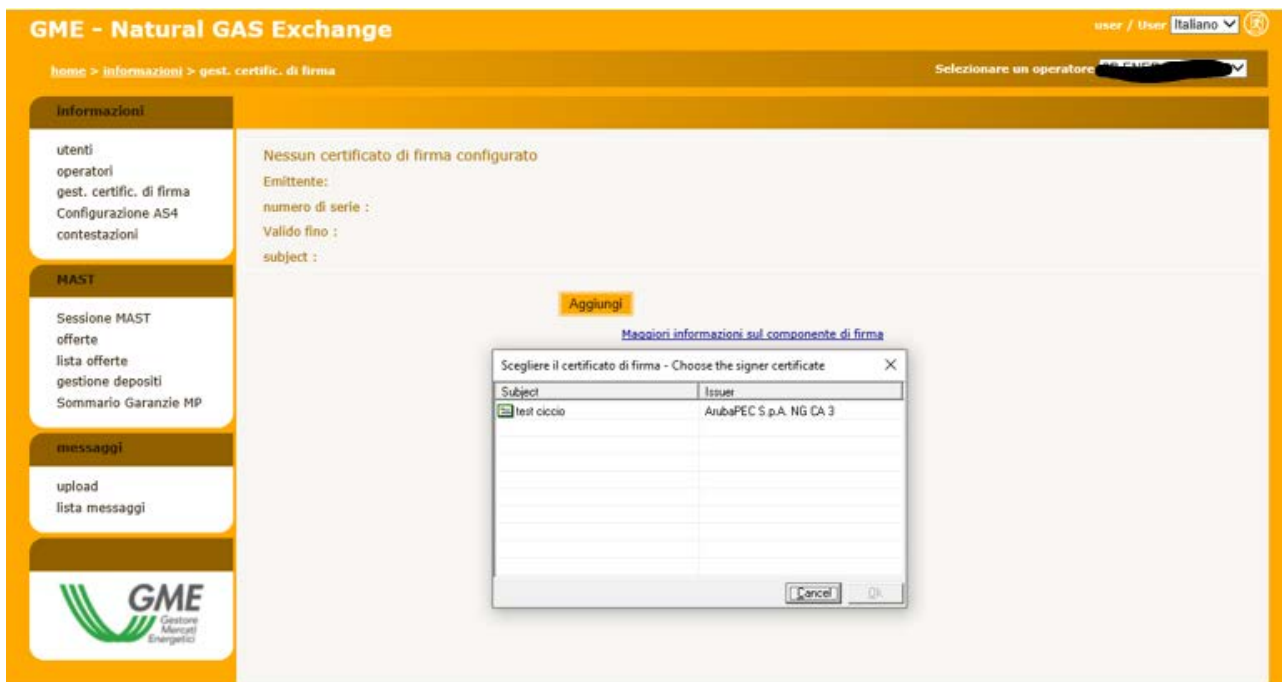 GME - Natural GAS Exchange
user / User Italiano
home > informazioni > gest. certific. di firma
Selezionare un operatore
informazioni
utenti
operatori
gest. certific. di firma
Configurazione AS4
contestazioni
Nessun certificato di firma configurato
Emittente:
numero di serie :
Valido fino :
subject :
Aggiungi
Maggiori informazioni sul componente di firma
MAST
Sessione MAST
offerte
lista offerte
gestione depositi
Sommario Garanzie MP
Scegliere il certificato di firma - Choose the signer certificate
Subject Issuer
test ciccio ArubaPEC S.p.A. NG CA 3
Cancel Ok
messaggi
upload
lista messaggi
GME
Gestore
Mercati
Energetici